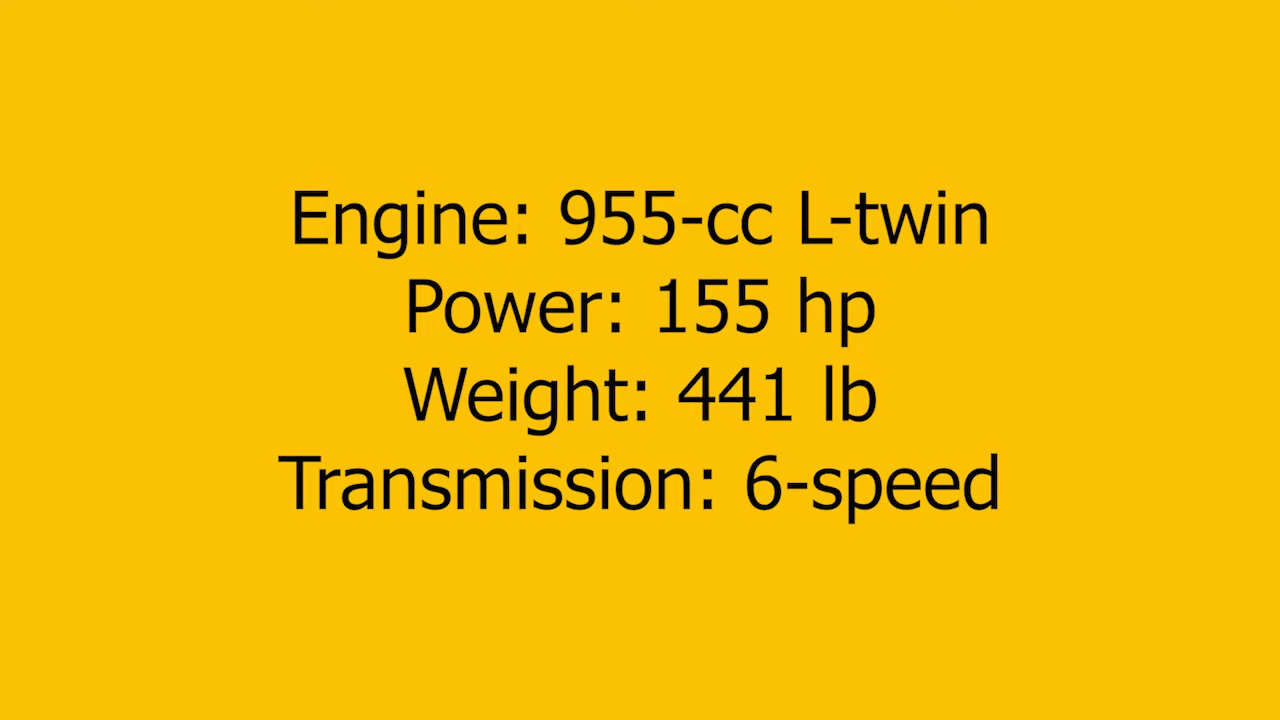 Engine: 955-cc L-twin
Power: 155 hp
Weight: 441 lb
Transmission: 6-speed